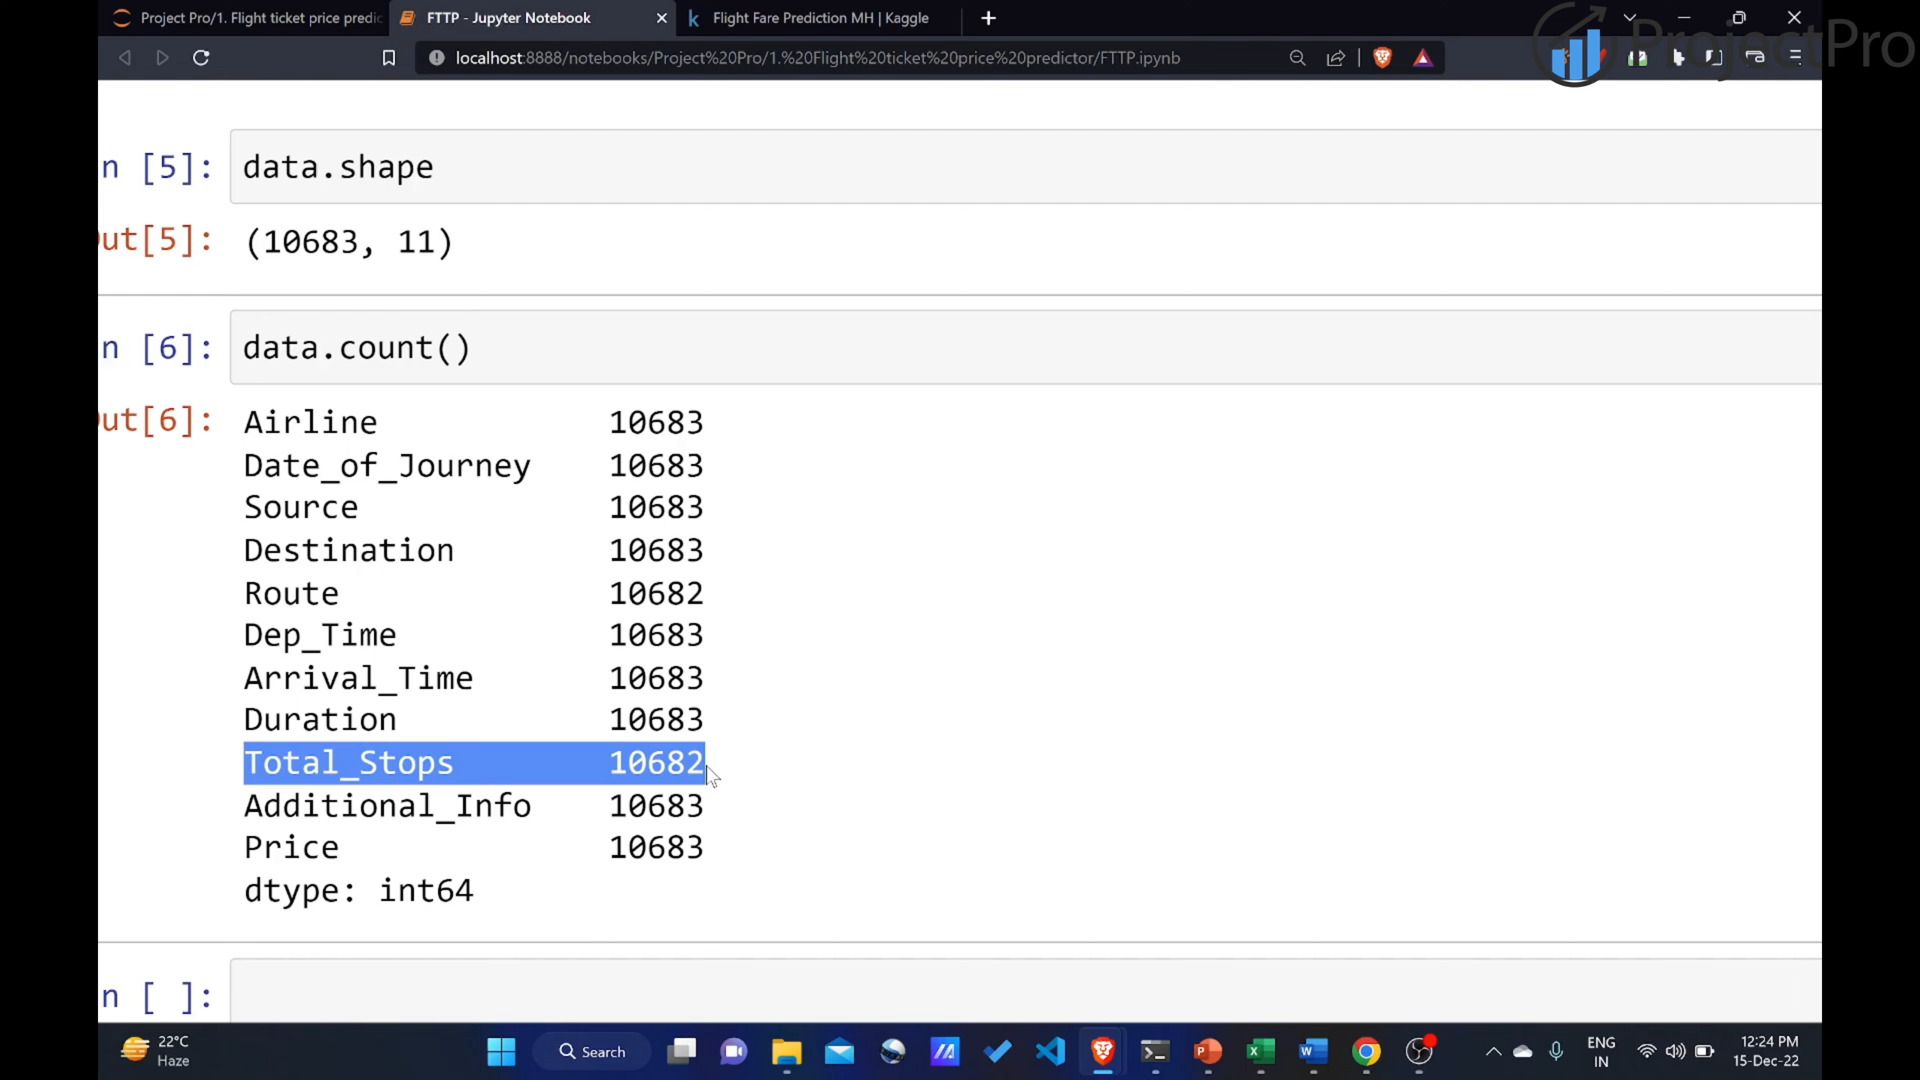 Project Pro/1. Flight ticket price predic
FTTP - Jupyter Notebook
Flight Fare Prediction MH | Kaggle
ProjectPro
localhost:8888/notebooks/Project%20Pro/1.%20Flight%20ticket%20price%20predictor/FTTP.ipynb
n [5]:
data.shape
Out[5]:
(10683, 11)
n [6]:
data.count()
Out[6]:
Airline 10683
Date_of_Journey 10683
Source 10683
Destination 10683
Route 10682
Dep_Time 10683
Arrival_Time 10683
Duration 10683
Total_Stops 10682
Additional_Info 10683
Price 10683
dtype: int64
n [ ]:
22°C
Haze
Search
ENG
IN
12:24 PM
15-Dec-22